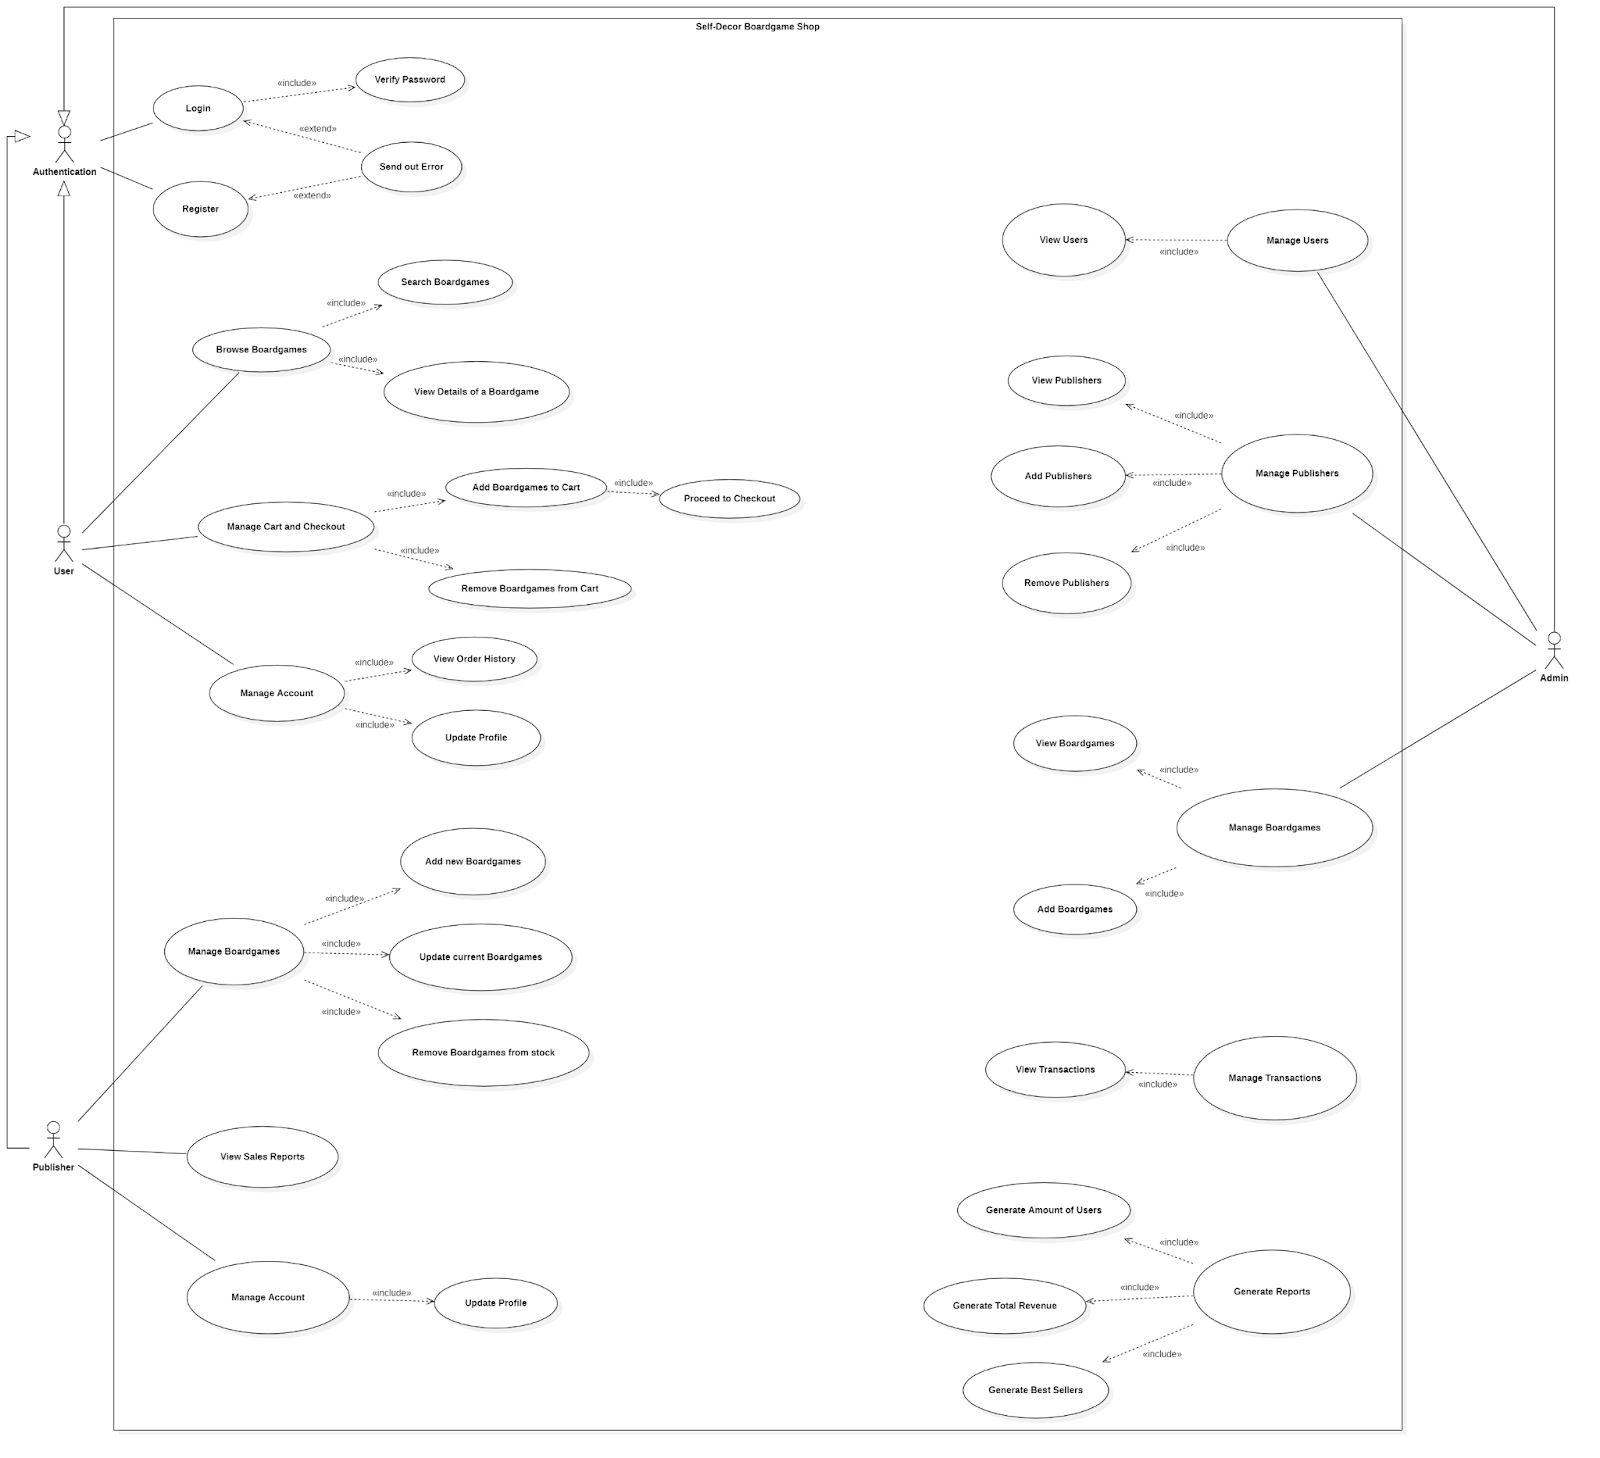 Self-Decor Boardgame Shop
Verify Password
«include»
Login
«extend»
Send out Error
Authentication
«extend»
Register
Search Boardgames
«include»
Browse Boardgames
«include»
View Details of a Boardgame
Add Boardgames to Cart
«include»
Proceed to Checkout
«include»
Manage Cart and Checkout
«include»
User
Remove Boardgames from Cart
View Order History
«include»
Manage Account
«include»
Update Profile
Add new Boardgames
«include»
Manage Boardgames
«include»
Update current Boardgames
«include»
Remove Boardgames from stock
Publisher
View Sales Reports
Manage Account
«include»
Update Profile
View Users
Manage Users
«include»
View Publishers
«include»
Add Publishers
Manage Publishers
«include»
«include»
Remove Publishers
Admin
View Boardgames
«include»
Manage Boardgames
«include»
Add Boardgames
View Transactions
Manage Transactions
«include»
Generate Amount of Users
«include»
«include»
Generate Reports
Generate Total Revenue
«include»
Generate Best Sellers